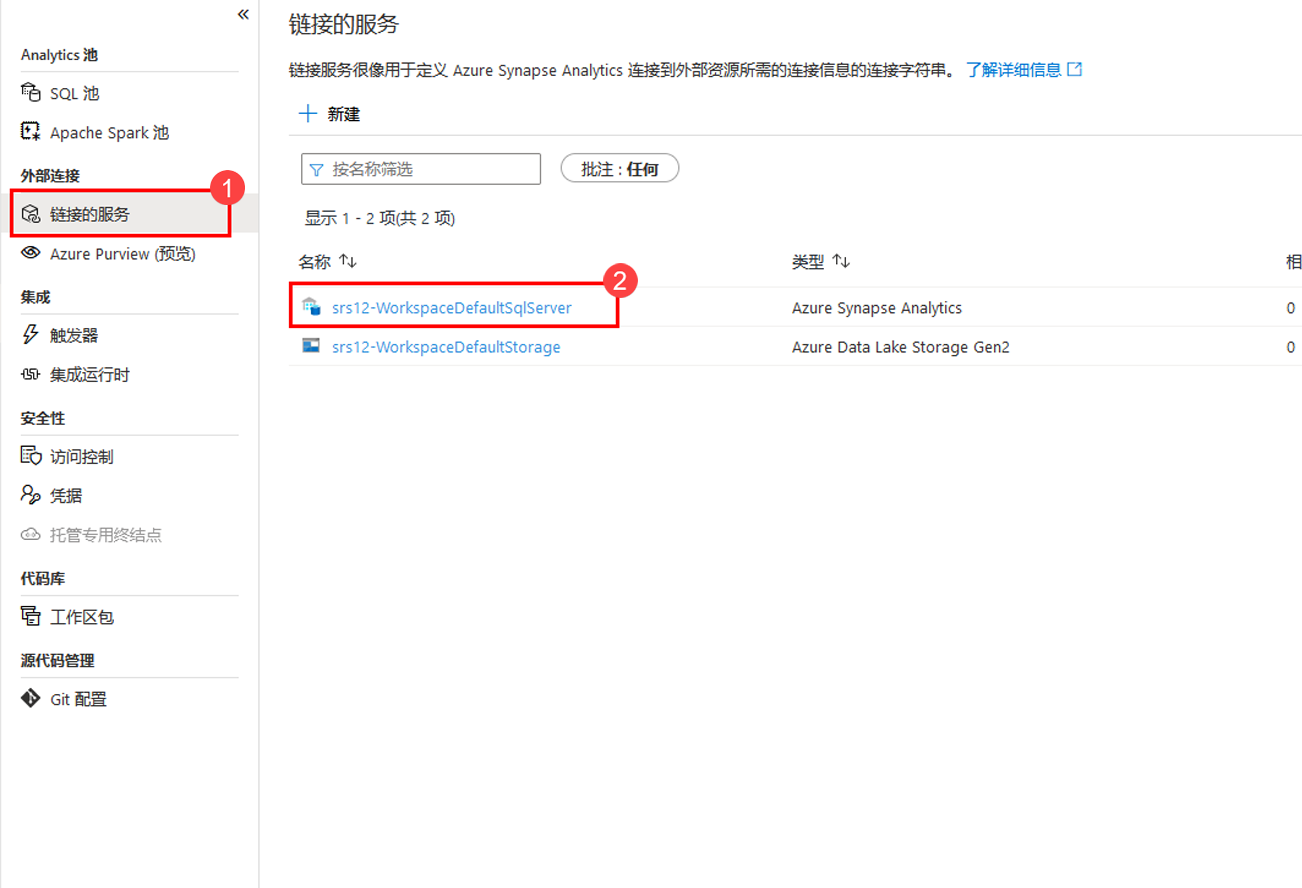 «
Analytics 池
SQL 池
Apache Spark 池
外部连接
1
链接的服务
Azure Purview (预览)
集成
触发器
集成运行时
安全性
访问控制
凭据
托管专用终结点
代码库
工作区包
源代码管理
Git 配置
链接的服务
链接服务很像用于定义 Azure Synapse Analytics 连接到外部资源所需的连接信息的连接字符串。 了解详细信息
新建
按名称筛选 批注 : 任何
显示 1 - 2 项(共 2 项)
名称 ↑↓ 类型 ↑↓ 相
2
srs12-WorkspaceDefaultSqlServer Azure Synapse Analytics 0
srs12-WorkspaceDefaultStorage Azure Data Lake Storage Gen2 0